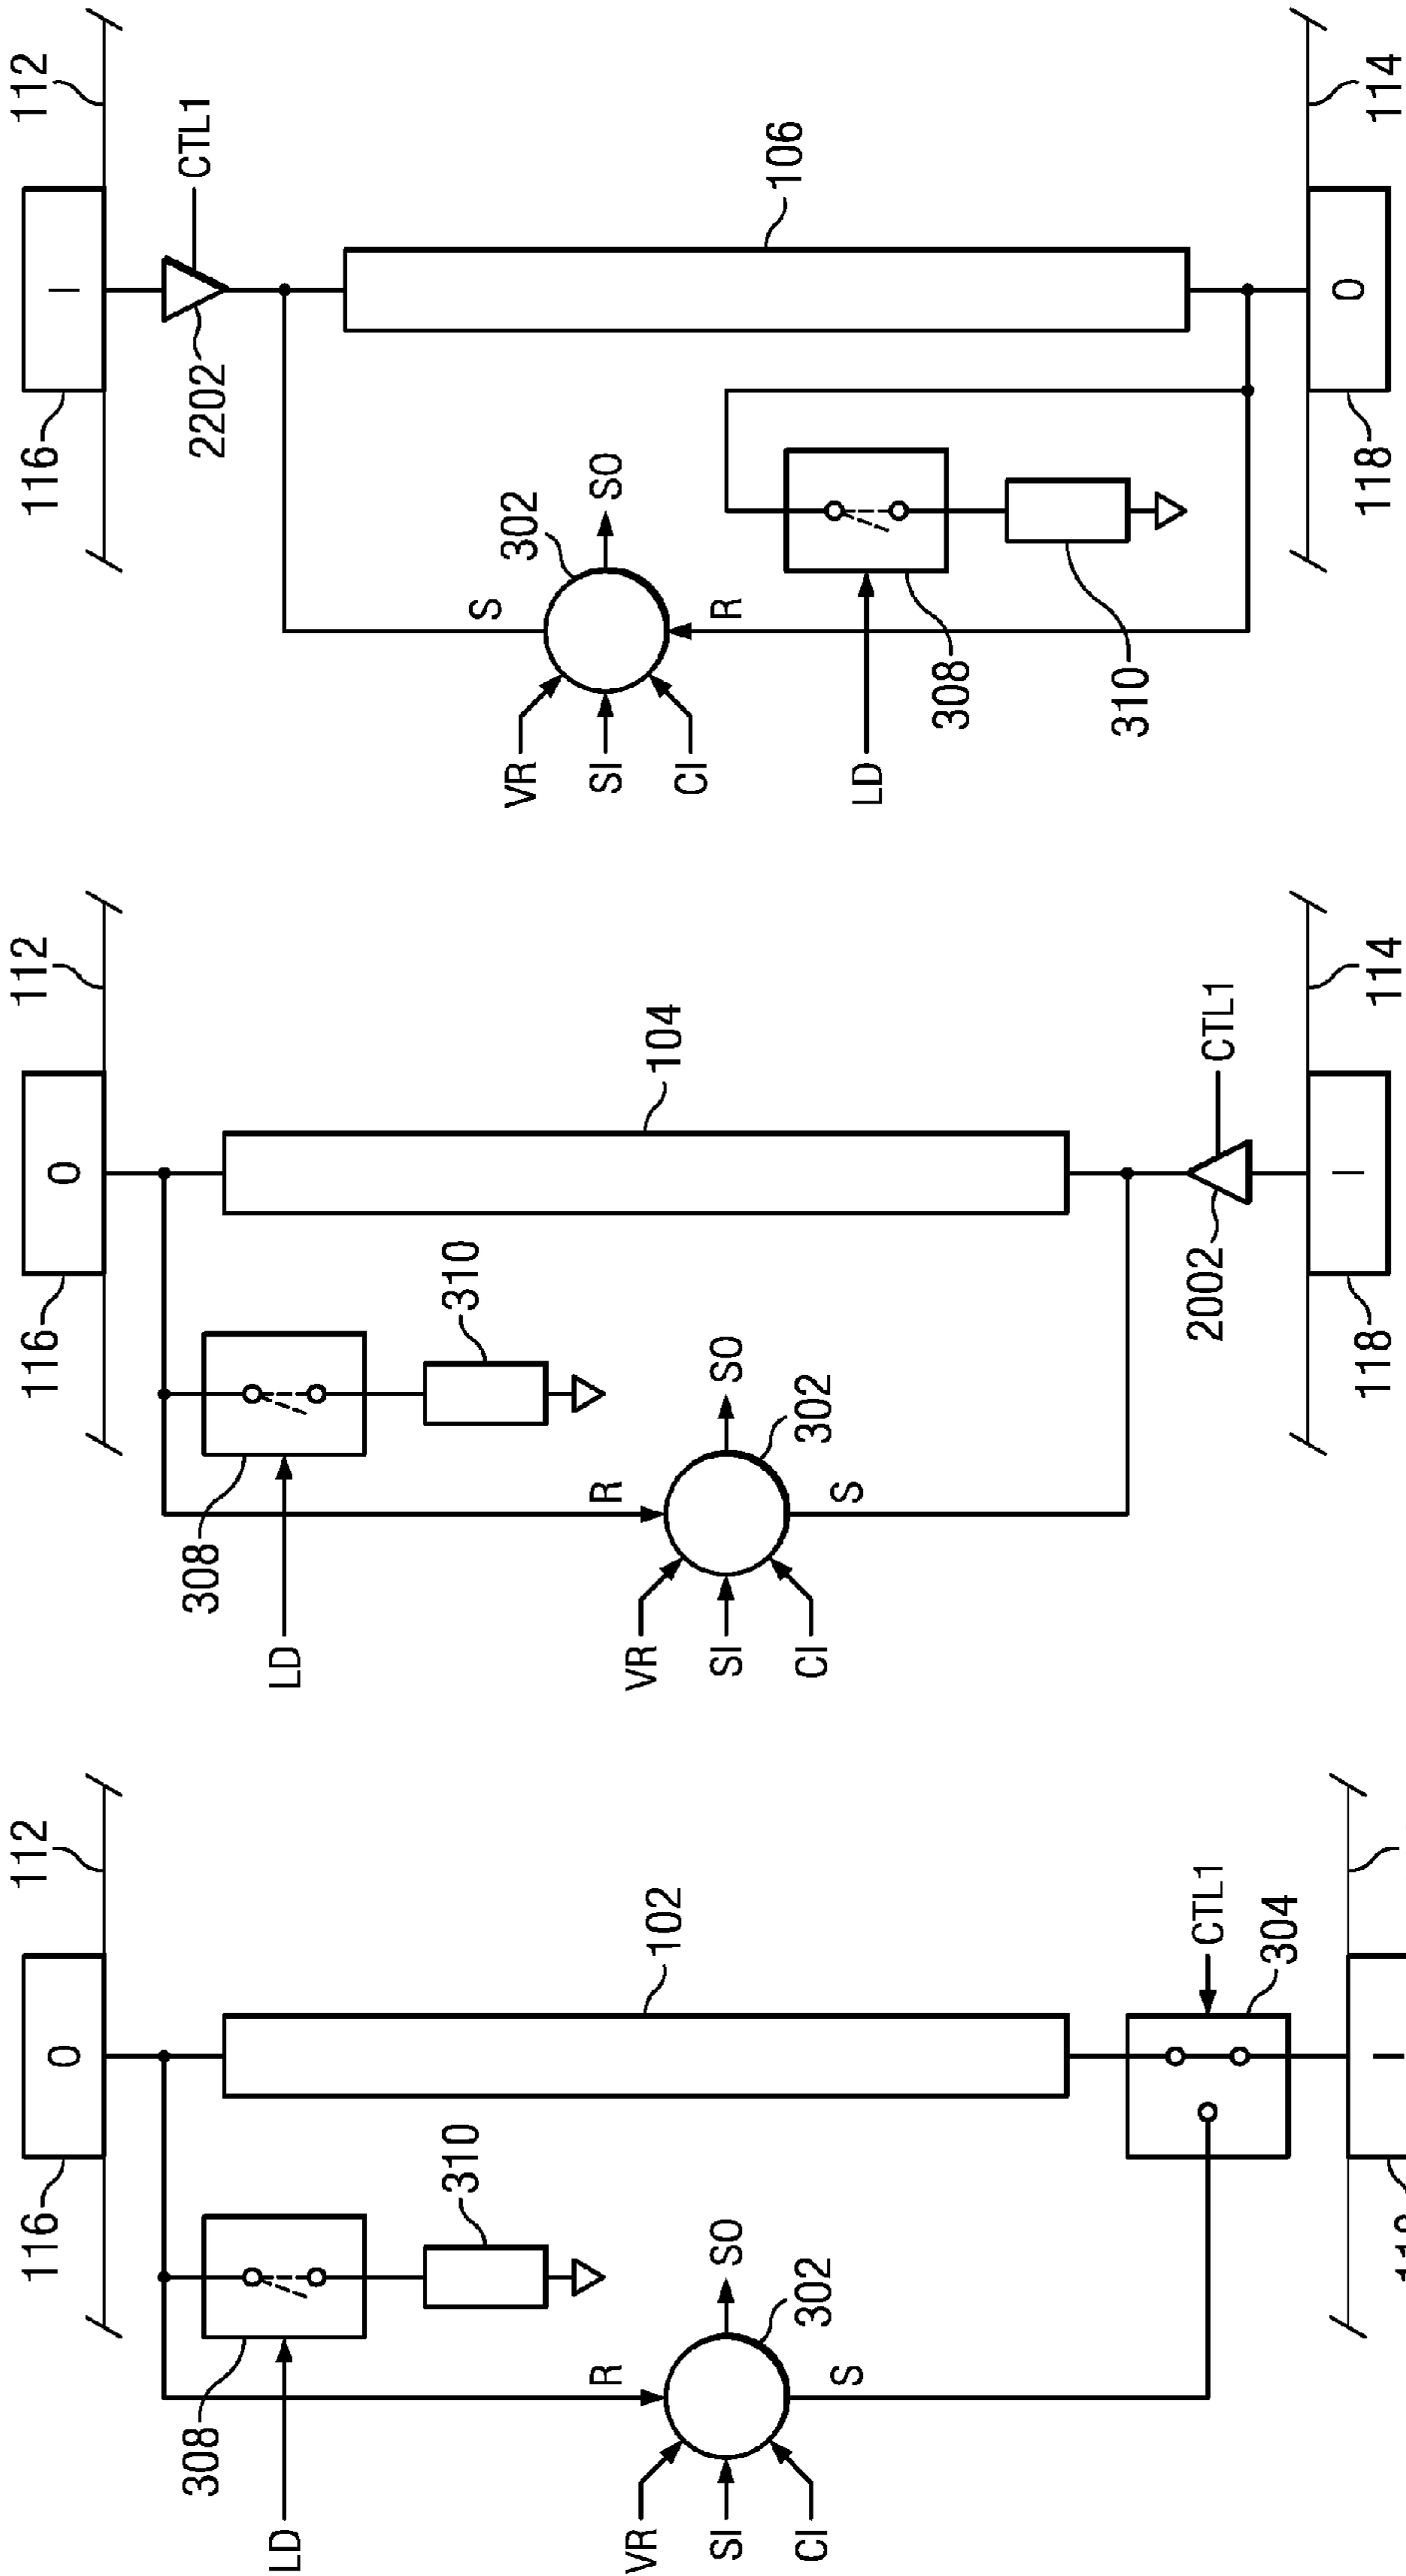 116
112
O
LD
308
310
R
102
VR
SI
CI
SO
302
S
CTL1
304
I
116
112
O
LD
308
310
R
104
VR
SI
CI
SO
302
S
2002
CTL1
I
118
114
116
112
I
2202
CTL1
S
302
SO
VR
SI
CI
R
106
LD
308
310
O
118
114